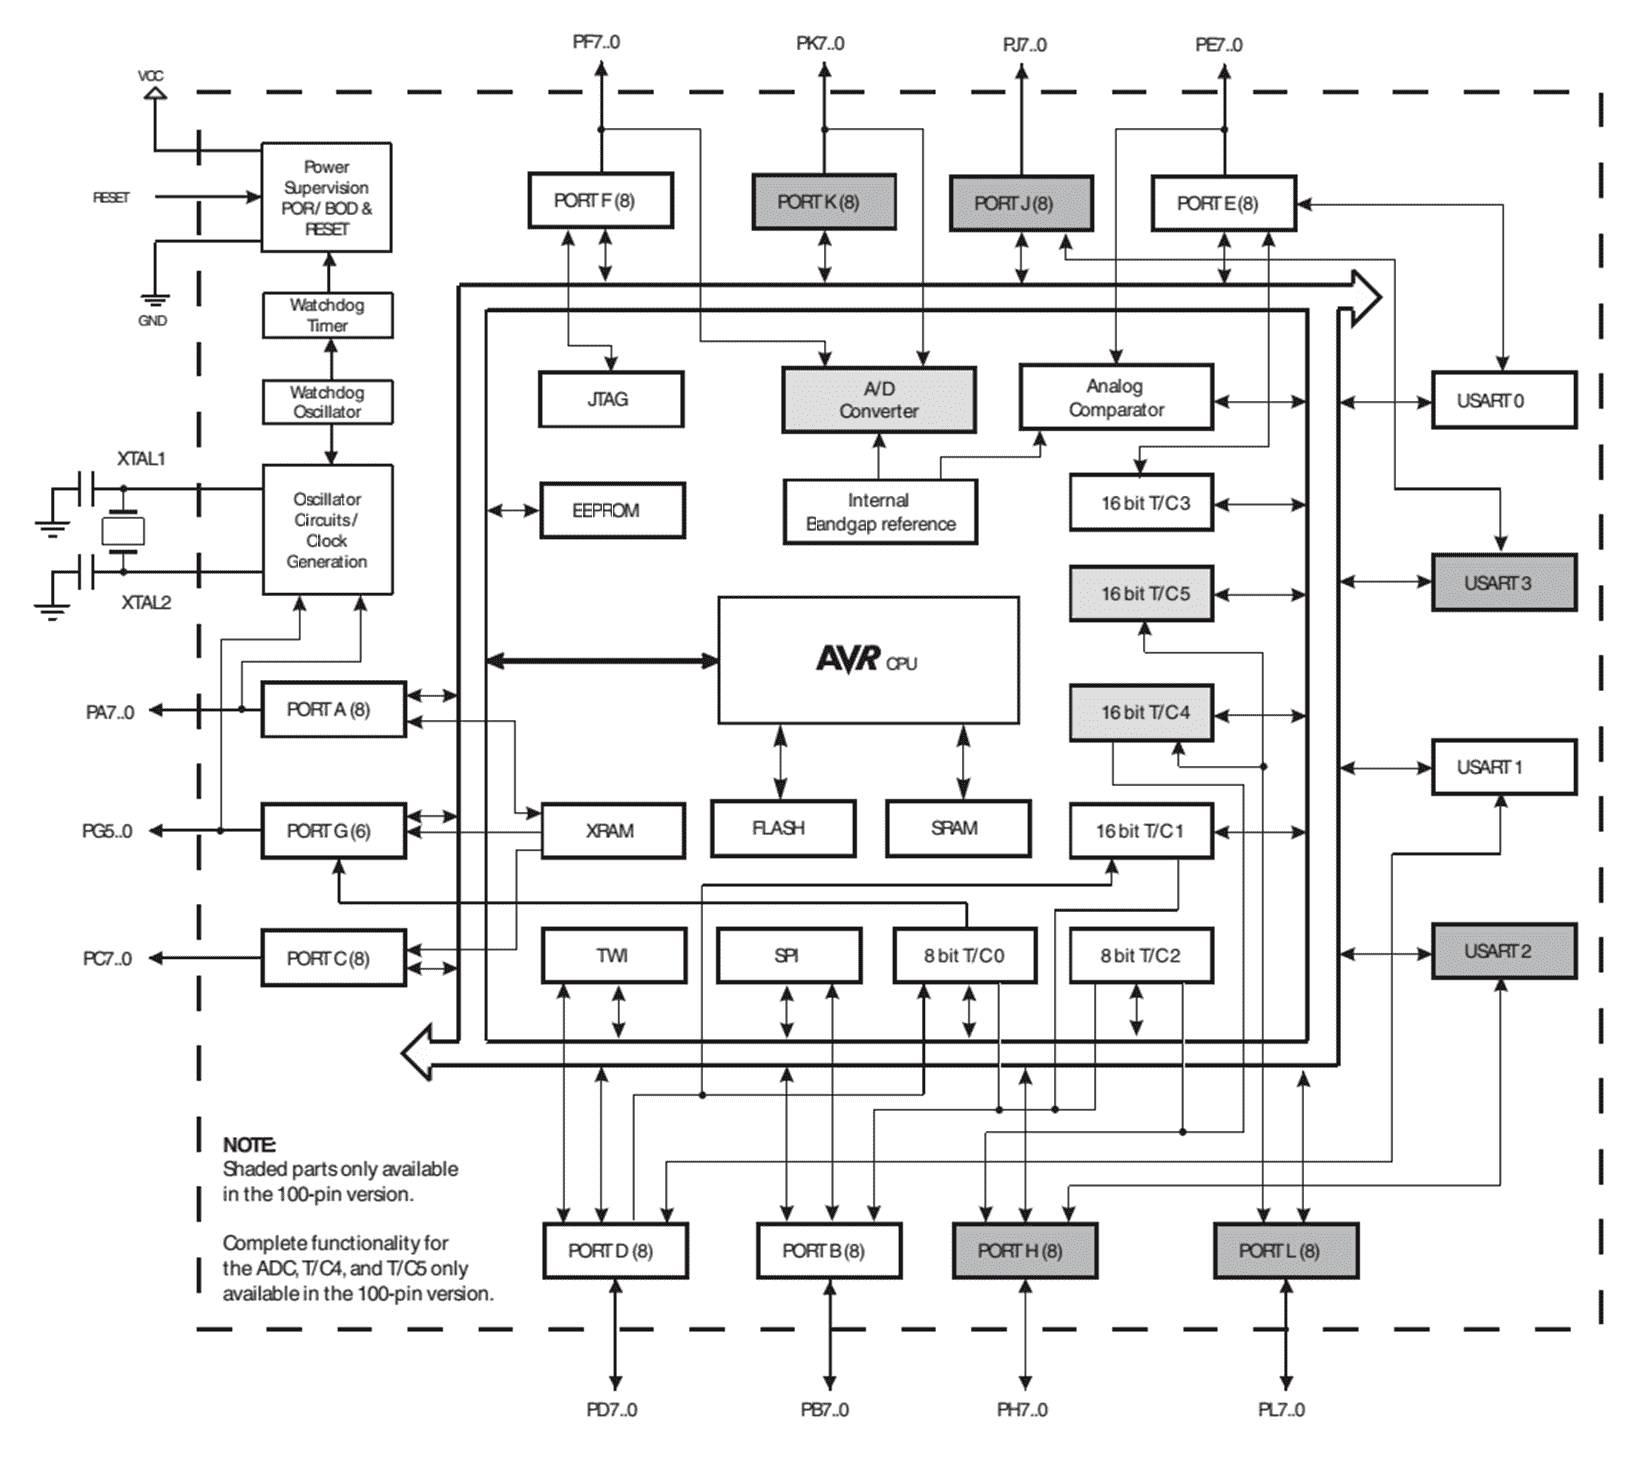 PF7..0
PK7..0
PJ7..0
PE7..0
VCC
RESET
GND
Power
Supervision
POR/ BOD &
RESET
PORT F (8)
PORT K (8)
PORT J (8)
PORT E (8)
Watchdog
Timer
Watchdog
Oscillator
JTAG
A/D
Converter
Analog
Comparator
USART 0
XTAL1
XTAL2
Oscillator
Circuits/
Clock
Generation
EEPROM
Internal
Bandgap reference
16 bit T/C3
16 bit T/C5
USART 3
AVR CPU
16 bit T/C4
PA7..0
PORT A (8)
USART 1
PG5..0
PORT G (6)
XRAM
FLASH
SRAM
16 bit T/C1
PC7..0
PORT C (8)
TWI
SPI
8 bit T/C0
8 bit T/C2
USART 2
NOTE:
Shaded parts only available
in the 100-pin version.
Complete functionality for
the ADC, T/C4, and T/C5 only
available in the 100-pin version.
PORT D (8)
PORT B (8)
PORT H (8)
PORT L (8)
PD7..0
PB7..0
PH7..0
PL7..0